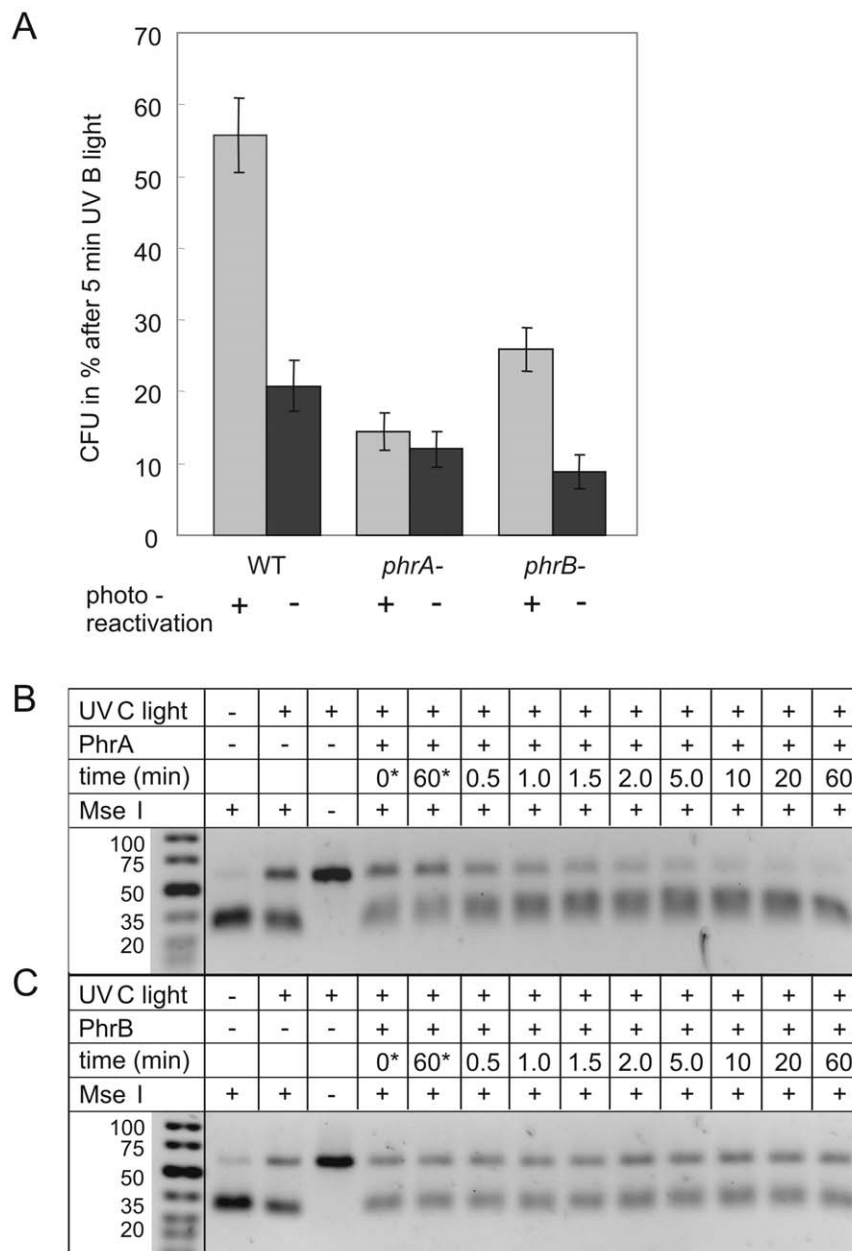 A
CFU in % after 5 min UV B light
70
60
50
40
30
20
10
0
WT phrA- phrB-
photo - + - + - + -
reactivation
B
UV C light - + + + + + + + + + + + +
PhrA - - - + + + + + + + + + +
time (min) 0* 60* 0.5 1.0 1.5 2.0 5.0 10 20 60
Mse I + + - + + + + + + + + + +
100
75
50
35
20
C
UV C light - + + + + + + + + + + + +
PhrB - - - + + + + + + + + + +
time (min) 0* 60* 0.5 1.0 1.5 2.0 5.0 10 20 60
Mse I + + - + + + + + + + + + +
100
75
50
35
20